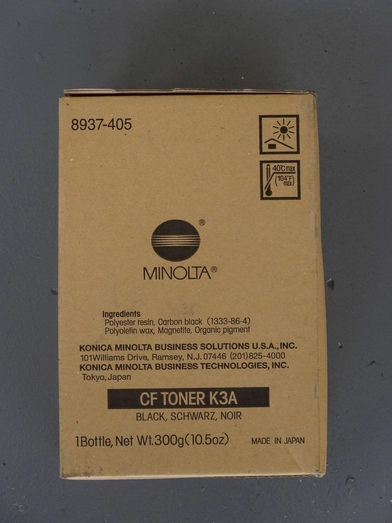 8937-405
40°C max
(104°F
max)
®
MINOLTA®
Ingredients
Polyester resin, Carbon black (1333-86-4)
Polyolefin wax, Magnetite, Organic pigment
KONICA MINOLTA BUSINESS SOLUTIONS U.S.A., INC.
101Williams Drive, Ramsey, N.J. 07446 (201)825-4000
KONICA MINOLTA BUSINESS TECHNOLOGIES, INC.
Tokyo, Japan
CF TONER K3A
BLACK, SCHWARZ, NOIR
1Bottle, Net Wt.300g(10.5oz) MADE IN JAPAN